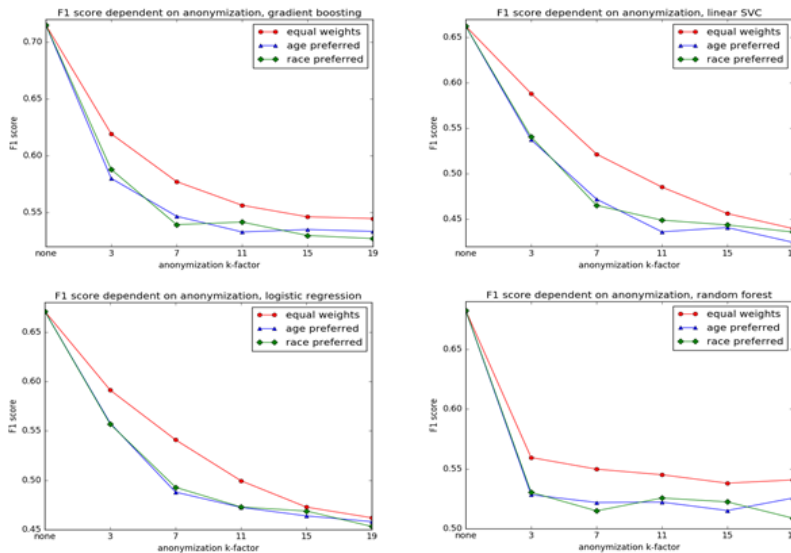 F1 score dependent on anonymization, gradient boosting
equal weights
age preferred
race preferred
F1 score
0.70
0.65
0.60
0.55
none 3 7 11 15 19
anonymization k-factor
F1 score dependent on anonymization, linear SVC
equal weights
age preferred
race preferred
F1 score
0.65
0.60
0.55
0.50
0.45
none 3 7 11 15 19
anonymization k-factor
F1 score dependent on anonymization, logistic regression
equal weights
age preferred
race preferred
F1 score
0.65
0.60
0.55
0.50
0.45
none 3 7 11 15 19
anonymization k-factor
F1 score dependent on anonymization, random forest
equal weights
age preferred
race preferred
F1 score
0.65
0.60
0.55
0.50
none 3 7 11 15
anonymization k-factor